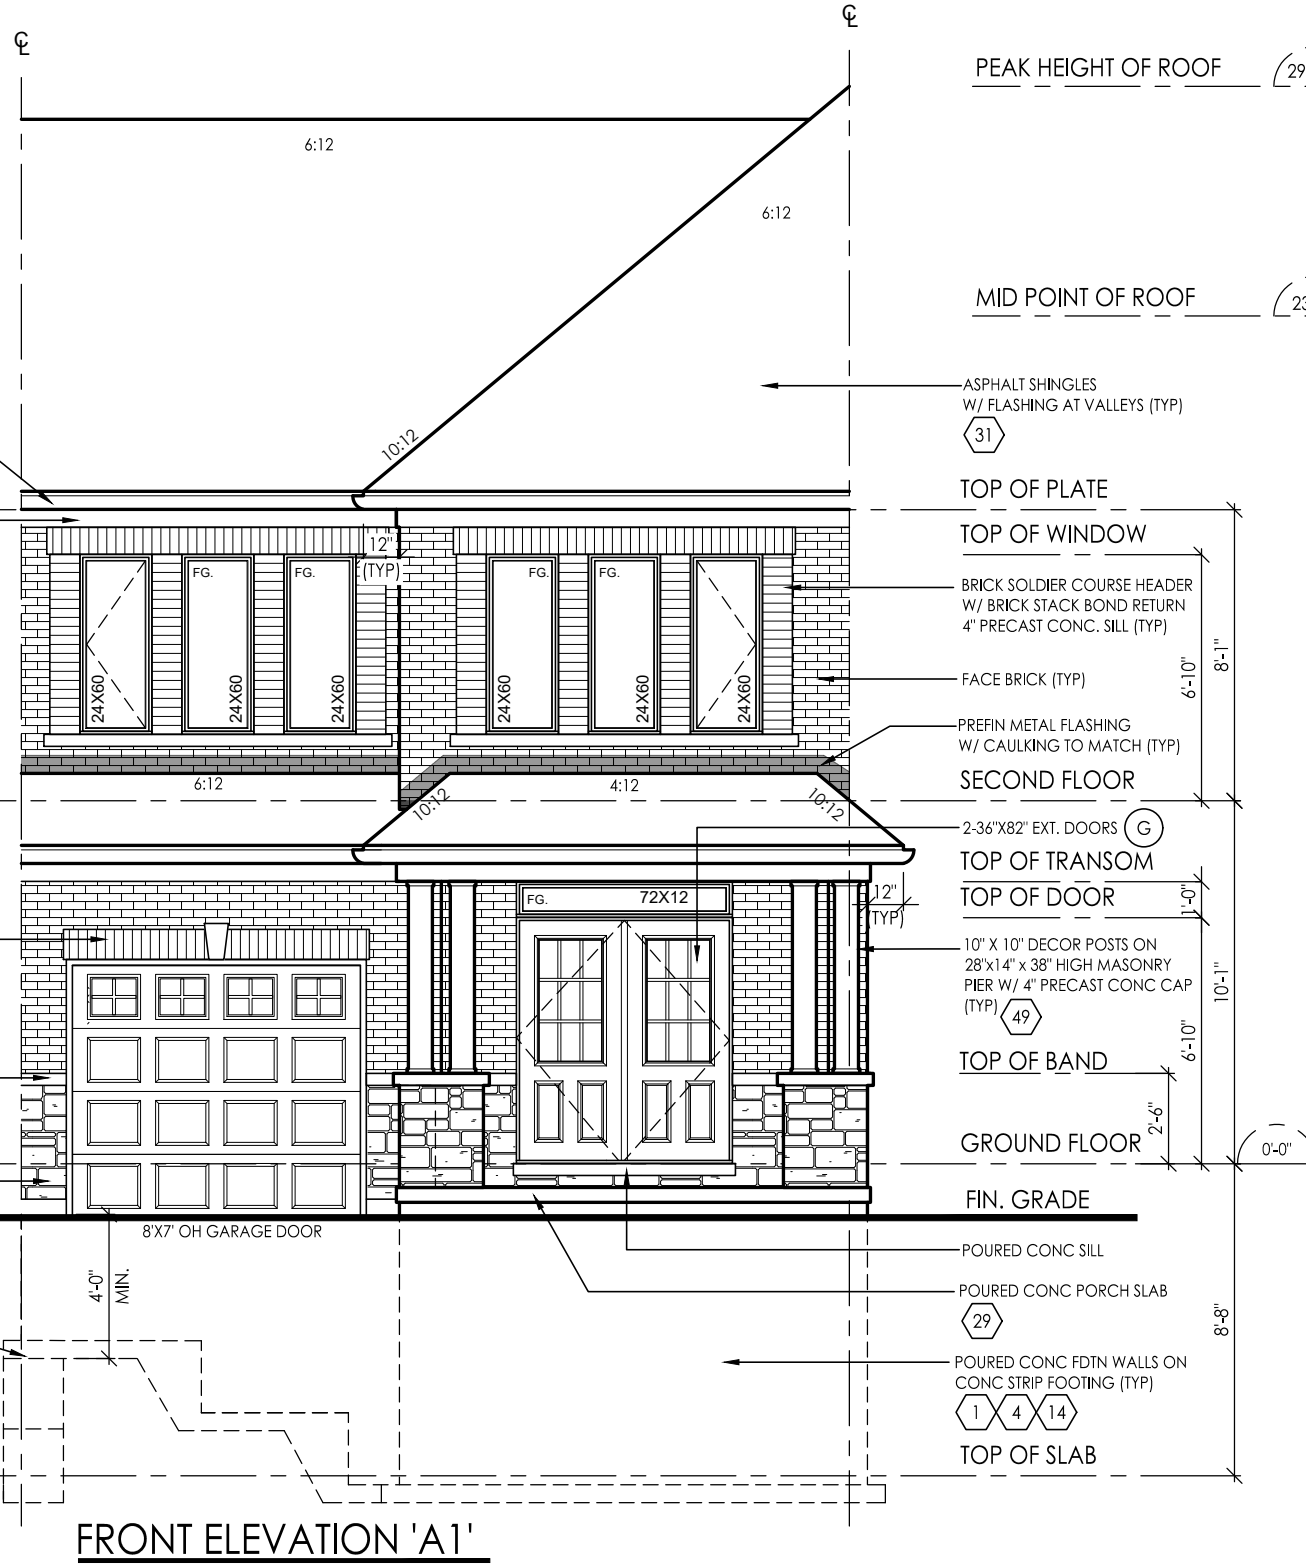 ℄
℄
PEAK HEIGHT OF ROOF
29
6:12
6:12
MID POINT OF ROOF
23
ASPHALT SHINGLES
W/ FLASHING AT VALLEYS (TYP)
31
10:12
TOP OF PLATE
TOP OF WINDOW
12"
(TYP)
FG.
FG.
FG.
FG.
24X60
24X60
24X60
24X60
24X60
24X60
BRICK SOLDIER COURSE HEADER
W/ BRICK STACK BOND RETURN
4" PRECAST CONC. SILL (TYP)
6'-10"
8'-1"
FACE BRICK (TYP)
PREFIN METAL FLASHING
W/ CAULKING TO MATCH (TYP)
SECOND FLOOR
6:12
4:12
10:12
10:12
2-36"X82" EXT. DOORS
G
TOP OF TRANSOM
TOP OF DOOR
1'-0"
FG.
72X12
12"
(TYP)
10" X 10" DECOR POSTS ON
28"x14" x 38" HIGH MASONRY
PIER W/ 4" PRECAST CONC CAP
(TYP)
49
10'-1"
6'-10"
TOP OF BAND
2'-6"
GROUND FLOOR
0'-0"
FIN. GRADE
8'X7' OH GARAGE DOOR
POURED CONC SILL
4'-0"
MIN.
POURED CONC PORCH SLAB
29
8'-8"
POURED CONC FDTN WALLS ON
CONC STRIP FOOTING (TYP)
1 4 14
TOP OF SLAB
FRONT ELEVATION 'A1'